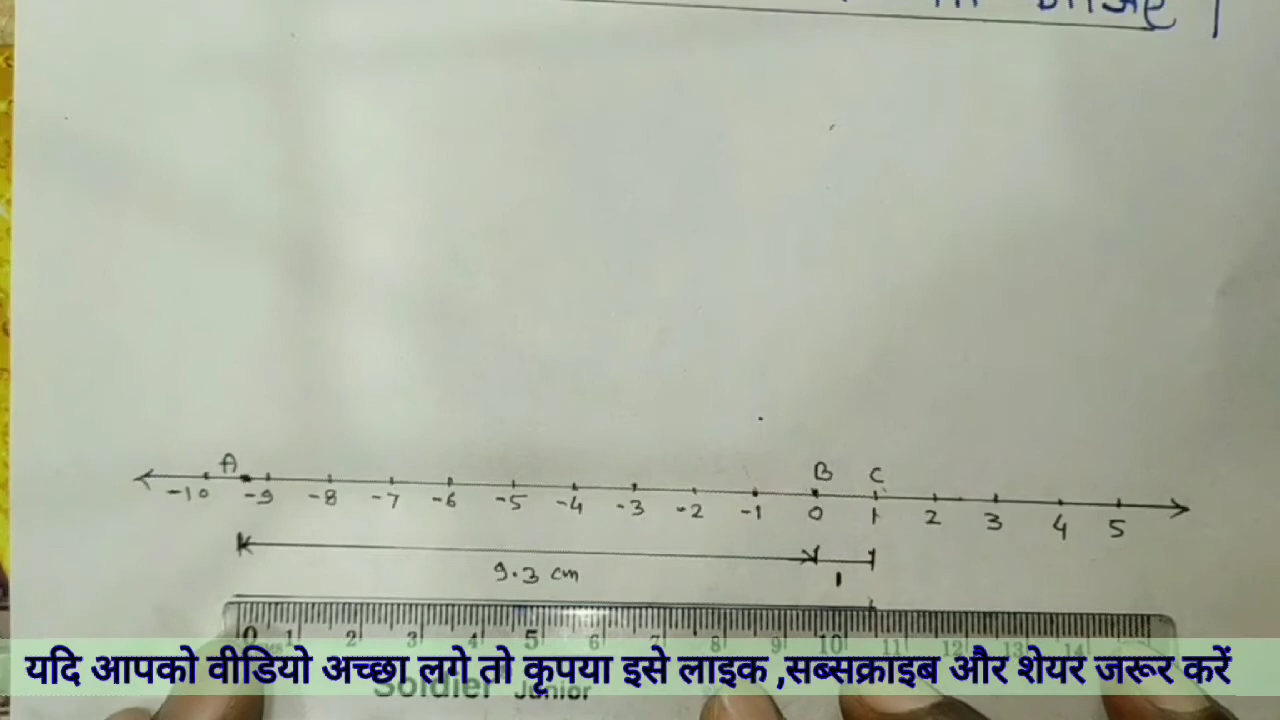 A B C
-10 -9 -8 -7 -6 -5 -4 -3 -2 -1 0 1 2 3 4 5
9.3 cm 1
0 1 2 3 4 5 6 7 8 9 10 11 12 13 14
यदि आपको वीडियो अच्छा लगे तो कृपया इसे लाइक ,सब्सक्राइब और शेयर जरूर करें
Soldier Junior